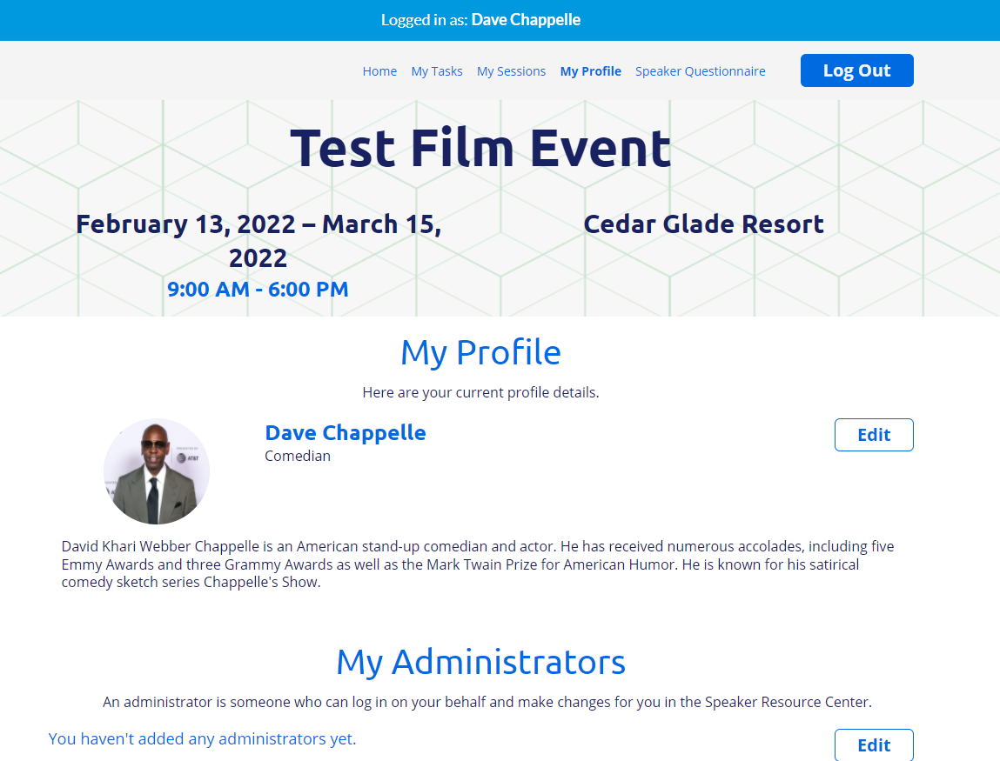 Logged in as: Dave Chappelle
Home My Tasks My Sessions My Profile Speaker Questionnaire Log Out
Test Film Event
February 13, 2022 – March 15,
2022
9:00 AM - 6:00 PM
Cedar Glade Resort
My Profile
Here are your current profile details.
Dave Chappelle
Comedian
Edit
AT&T
David Khari Webber Chappelle is an American stand-up comedian and actor. He has received numerous accolades, including five
Emmy Awards and three Grammy Awards as well as the Mark Twain Prize for American Humor. He is known for his satirical
comedy sketch series Chappelle's Show.
My Administrators
An administrator is someone who can log in on your behalf and make changes for you in the Speaker Resource Center.
You haven't added any administrators yet.
Edit